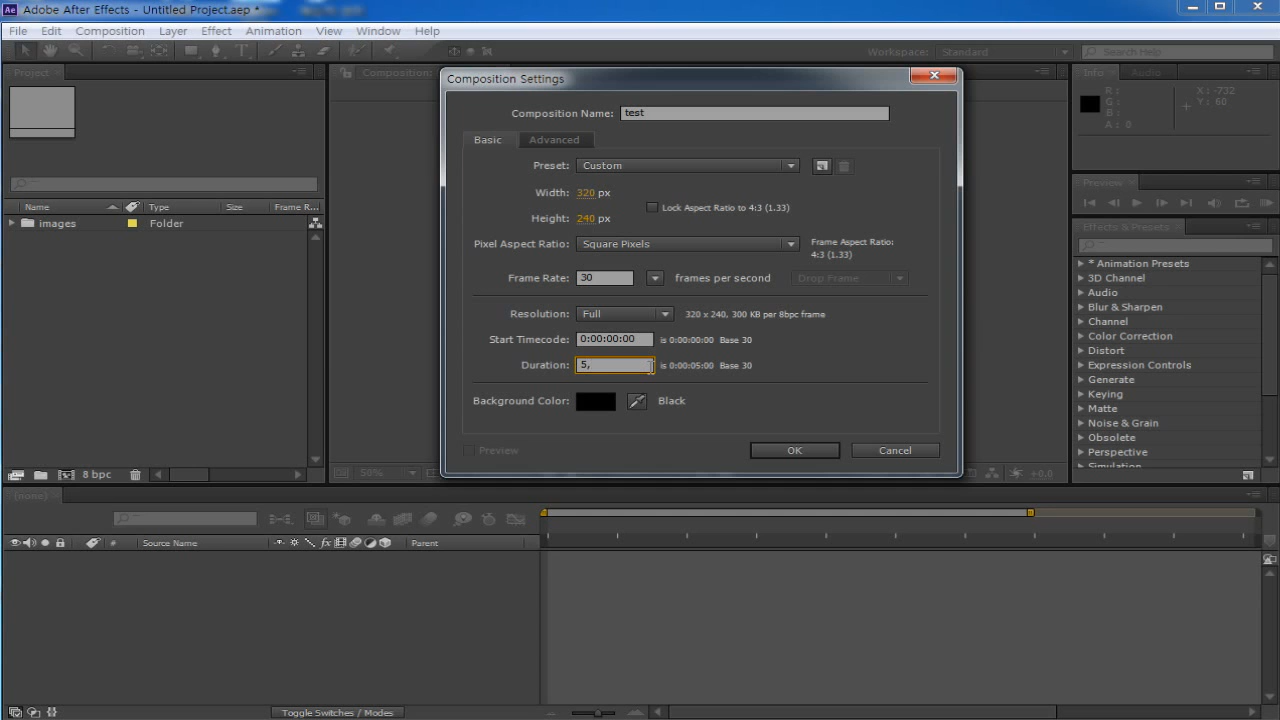 Ae Adobe After Effects - Untitled Project.aep *
File Edit Composition Layer Effect Animation View Window Help
Workspace: Standard Search Help
Project
Composition:
Composition Settings
Composition Name: test
Basic Advanced
Preset: Custom
Width: 320 px
Lock Aspect Ratio to 4:3 (1.33)
Height: 240 px
Pixel Aspect Ratio: Square Pixels
Frame Aspect Ratio:
4:3 (1.33)
Frame Rate: 30 frames per second Drop Frame
Resolution: Full 320 x 240, 300 KB per 8bpc frame
Start Timecode: 0:00:00:00 is 0:00:00:00 Base 30
Duration: 5, is 0:00:05:00 Base 30
Background Color: Black
Preview OK Cancel
Name Type Size Frame R...
images Folder
8 bpc
50%
+0.0
Info Audio
R : X : -732
G : Y : 60
B :
A : 0
Preview
Effects & Presets
* Animation Presets
3D Channel
Audio
Blur & Sharpen
Channel
Color Correction
Distort
Expression Controls
Generate
Keying
Matte
Noise & Grain
Obsolete
Perspective
Simulation
(none)
# Source Name fx Parent
Toggle Switches / Modes